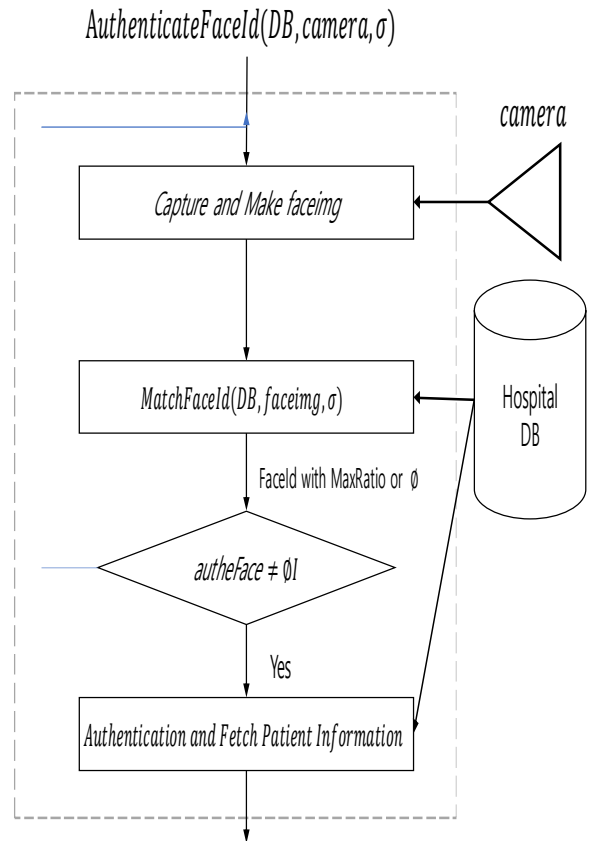 AuthenticateFaceId(DB,camera,σ)
camera
Capture and Make faceimg
MatchFaceId(DB,faceimg,σ)
Hospital
DB
FaceId with MaxRatio or ∅
autheFace ≠ ∅I
Yes
Authentication and Fetch Patient Information